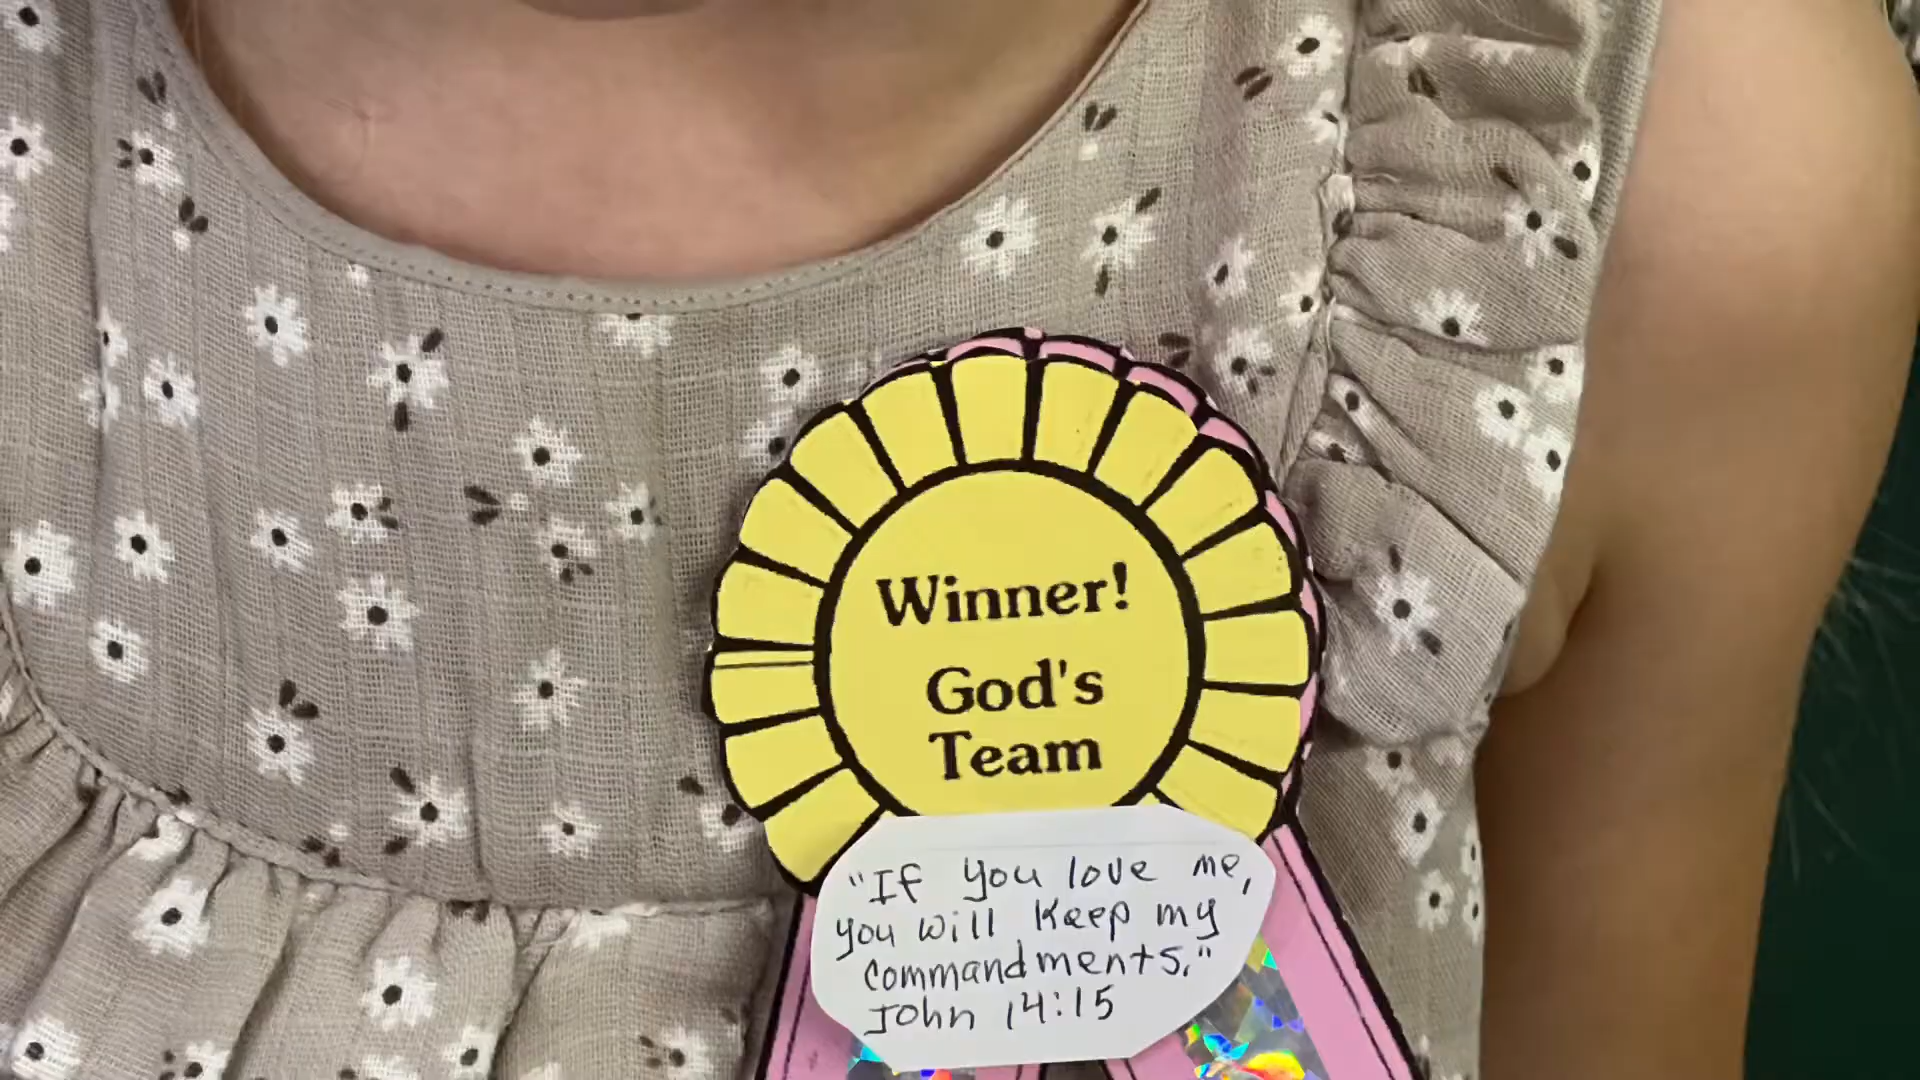 Winner!
God's
Team
"If you love me,
you will keep my
commandments."
John 14:15